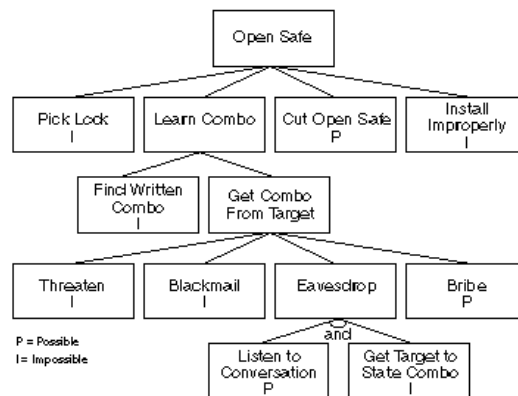 Open Safe
Pick Lock
I
Learn Combo
Cut Open Safe
P
Install
Improperly
I
Find Written
Combo
I
Get Combo
From Target
Threaten
I
Blackmail
I
Eavesdrop
Bribe
P
P = Possible
I = Impossible
and
Listen to
Conversation
P
Get Target to
State Combo
I